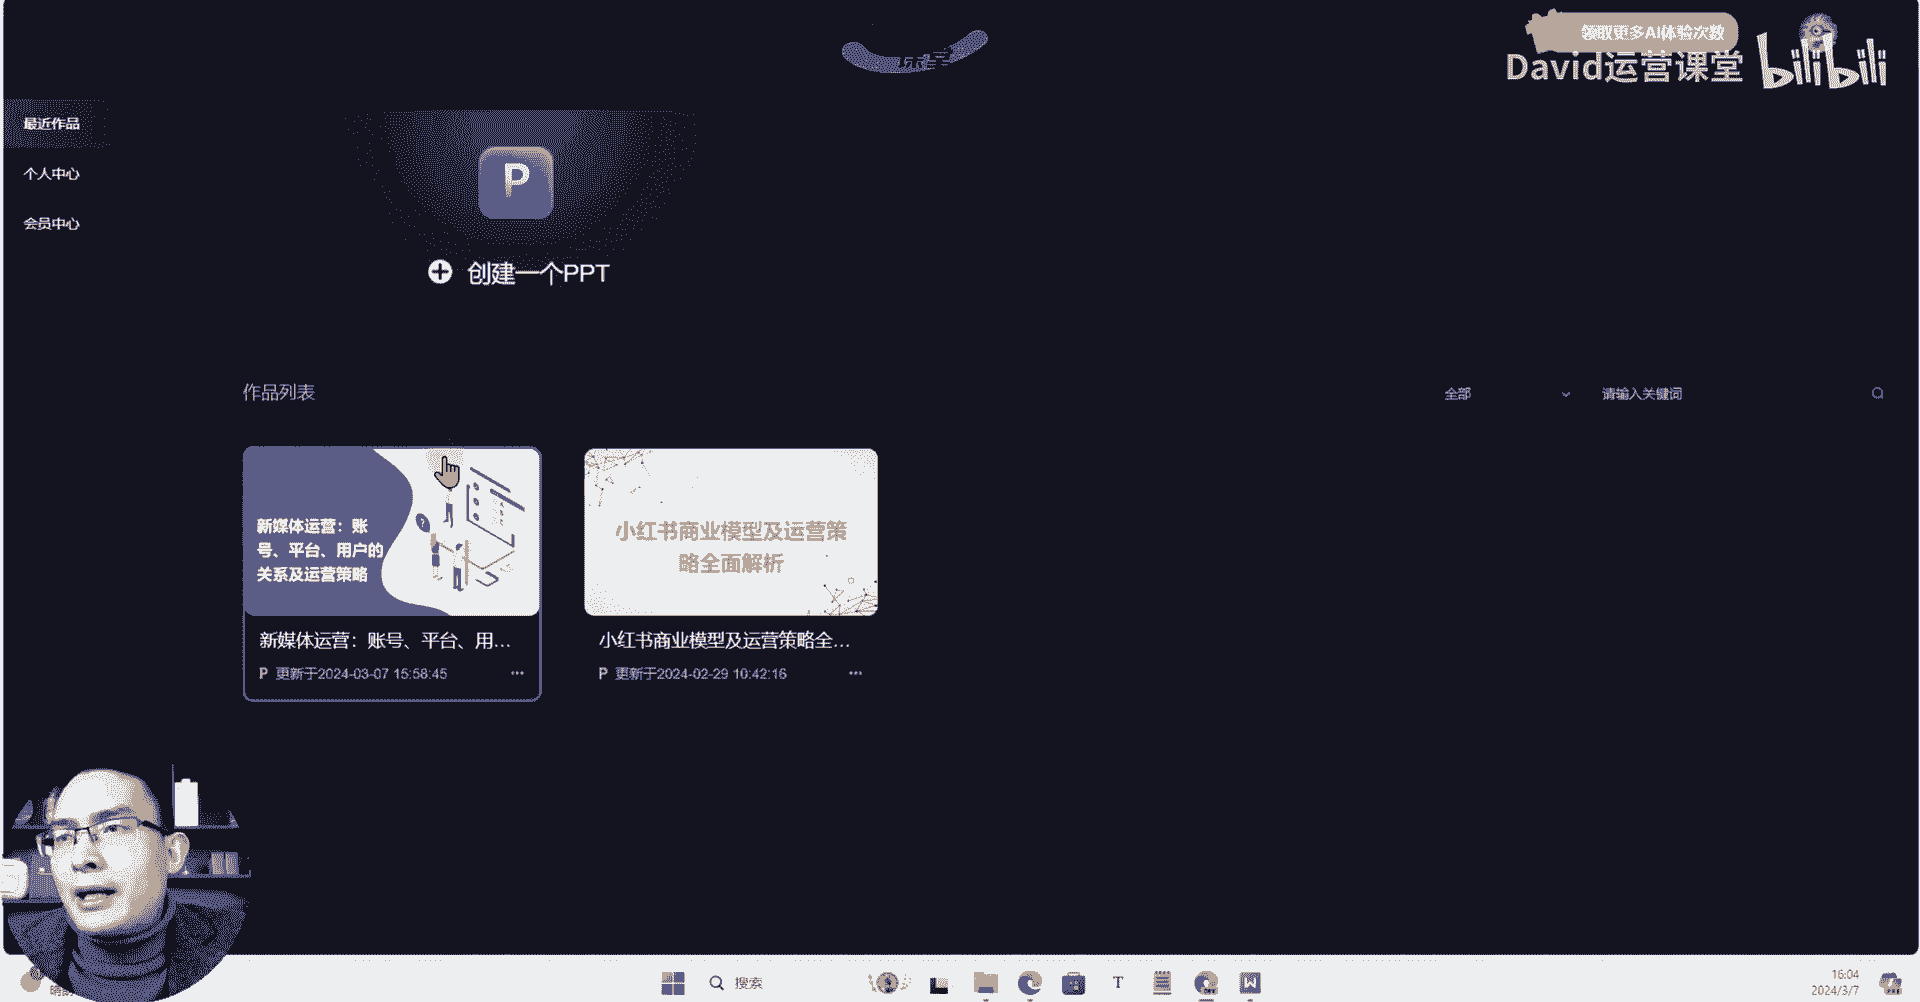 领取更多AI体验次数
David运营课堂
bilibili
最近作品
个人中心
会员中心
P
创建一个PPT
作品列表
全部
请输入关键词
新媒体运营：账
号、平台、用户的
关系及运营策略
小红书商业模型及运营策
略全面解析
新媒体运营：账号、平台、用...
小红书商业模型及运营策略全...
P 更新于2024-03-07 15:58:45
P 更新于2024-02-29 10:42:16
搜索
16:04
2024/3/7